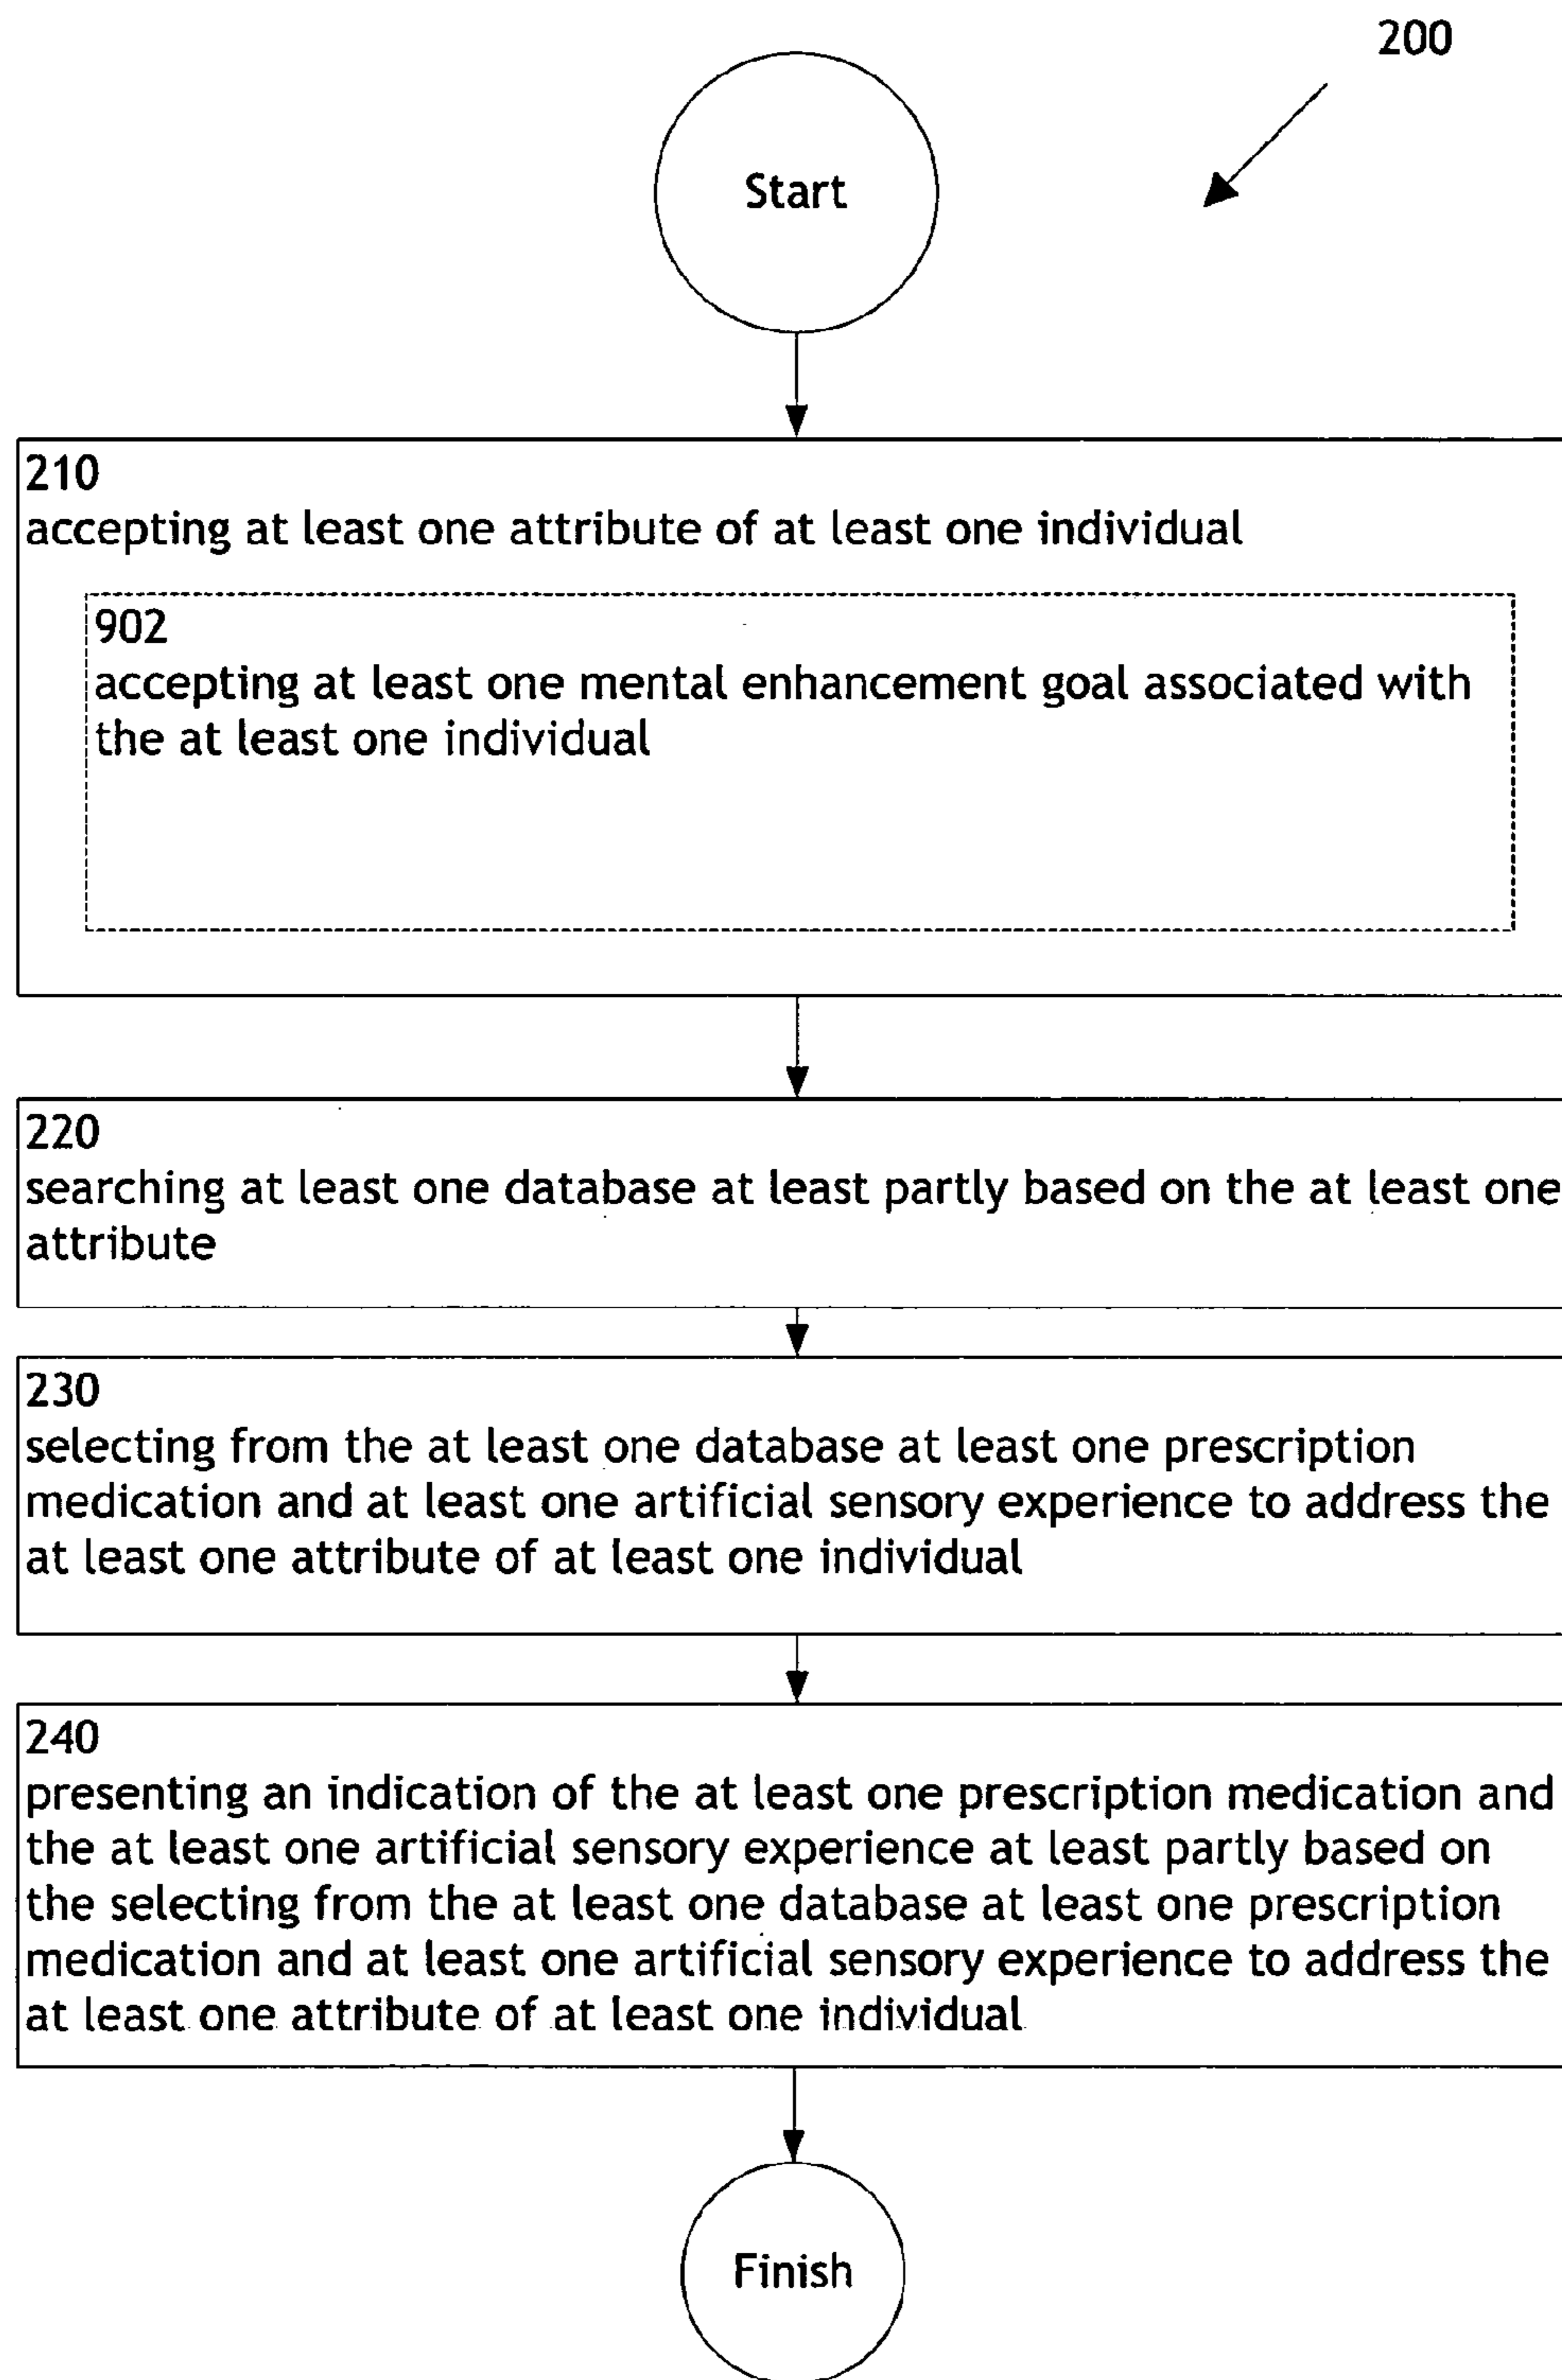 200
Start
210
accepting at least one attribute of at least one individual
902
accepting at least one mental enhancement goal associated with
the at least one individual
220
searching at least one database at least partly based on the at least one
attribute
230
selecting from the at least one database at least one prescription
medication and at least one artificial sensory experience to address the
at least one attribute of at least one individual
240
presenting an indication of the at least one prescription medication and
the at least one artificial sensory experience at least partly based on
the selecting from the at least one database at least one prescription
medication and at least one artificial sensory experience to address the
at least one attribute of at least one individual
Finish